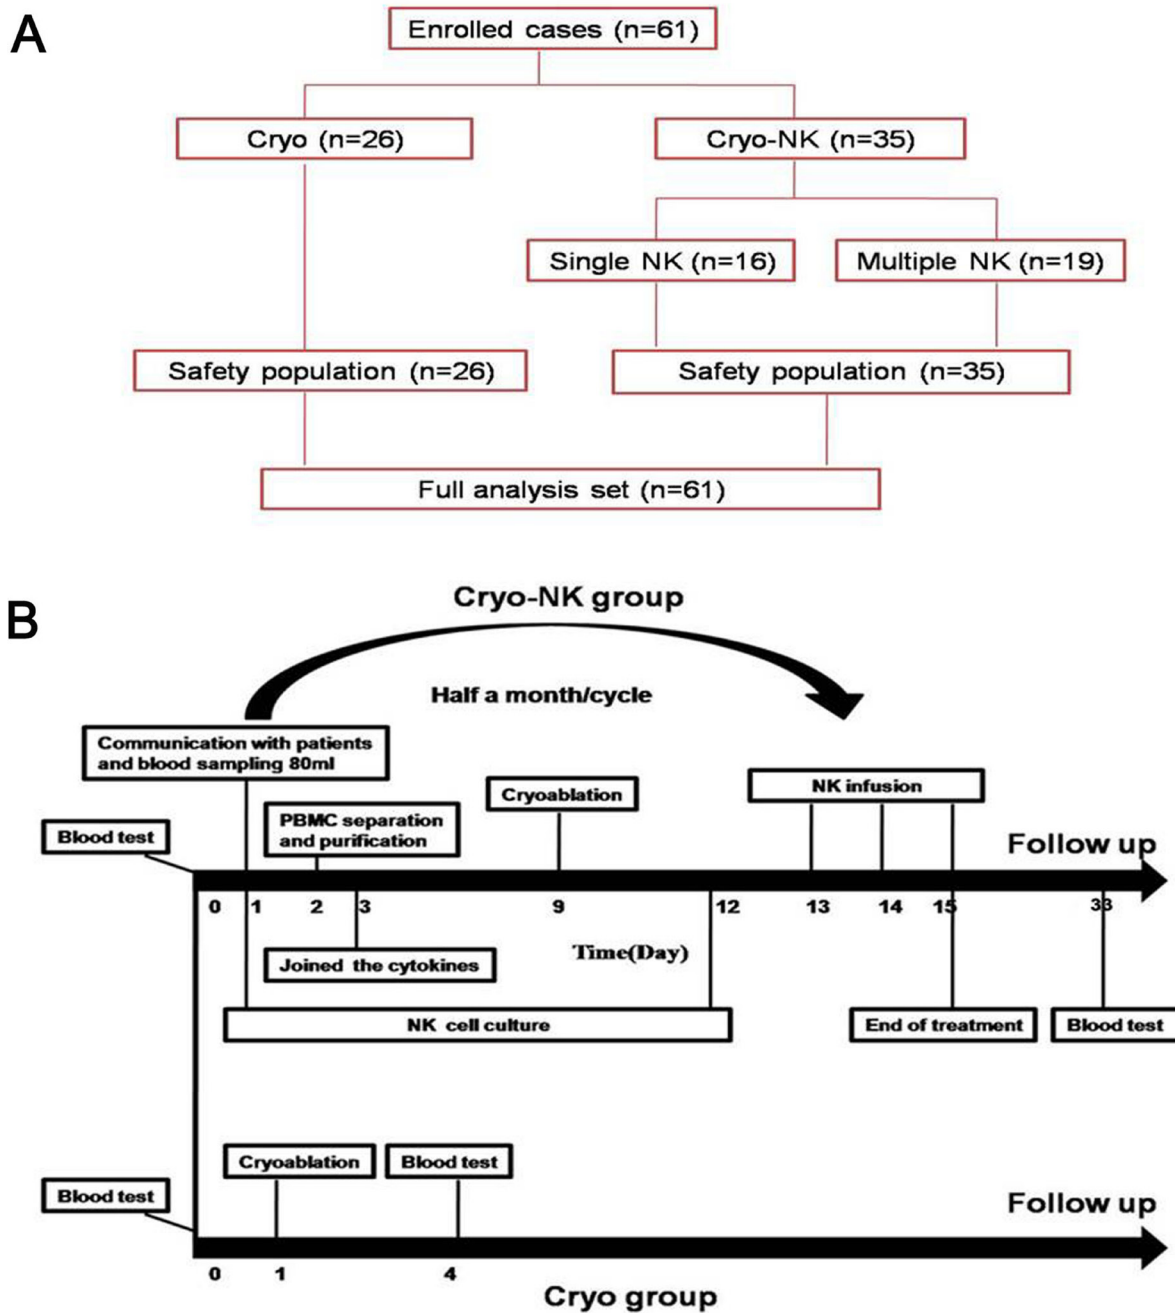 A
Enrolled cases (n=61)
Cryo (n=26)
Cryo-NK (n=35)
Single NK (n=16)
Multiple NK (n=19)
Safety population (n=26)
Safety population (n=35)
Full analysis set (n=61)
B
Cryo-NK group
Half a month/cycle
Communication with patients
and blood sampling 80ml
Cryoablation
NK infusion
PBMC separation
and purification
Blood test
Follow up
0 1 2 3 9 12 13 14 15 33
Time(Day)
Joined the cytokines
NK cell culture
End of treatment
Blood test
Cryoablation
Blood test
Blood test
Follow up
0 1 4
Cryo group